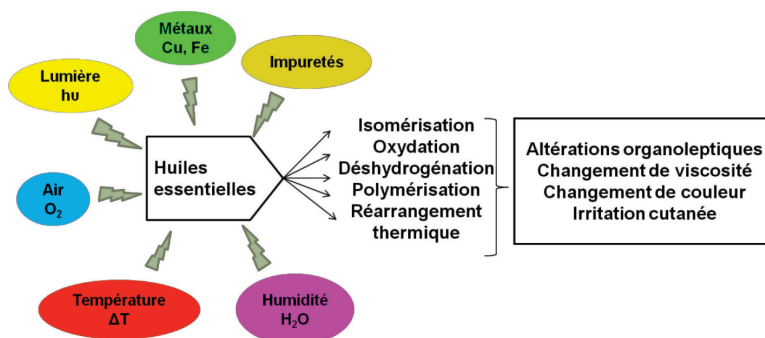 Métaux
Cu, Fe
Impuretés
Lumière
hυ
Air
O₂
Température
ΔT
Humidité
H₂O
Huiles
essentielles
Isomérisation
Oxydation
Déshydrogénation
Polymérisation
Réarrangement
thermique
Altérations organoleptiques
Changement de viscosité
Changement de couleur
Irritation cutanée